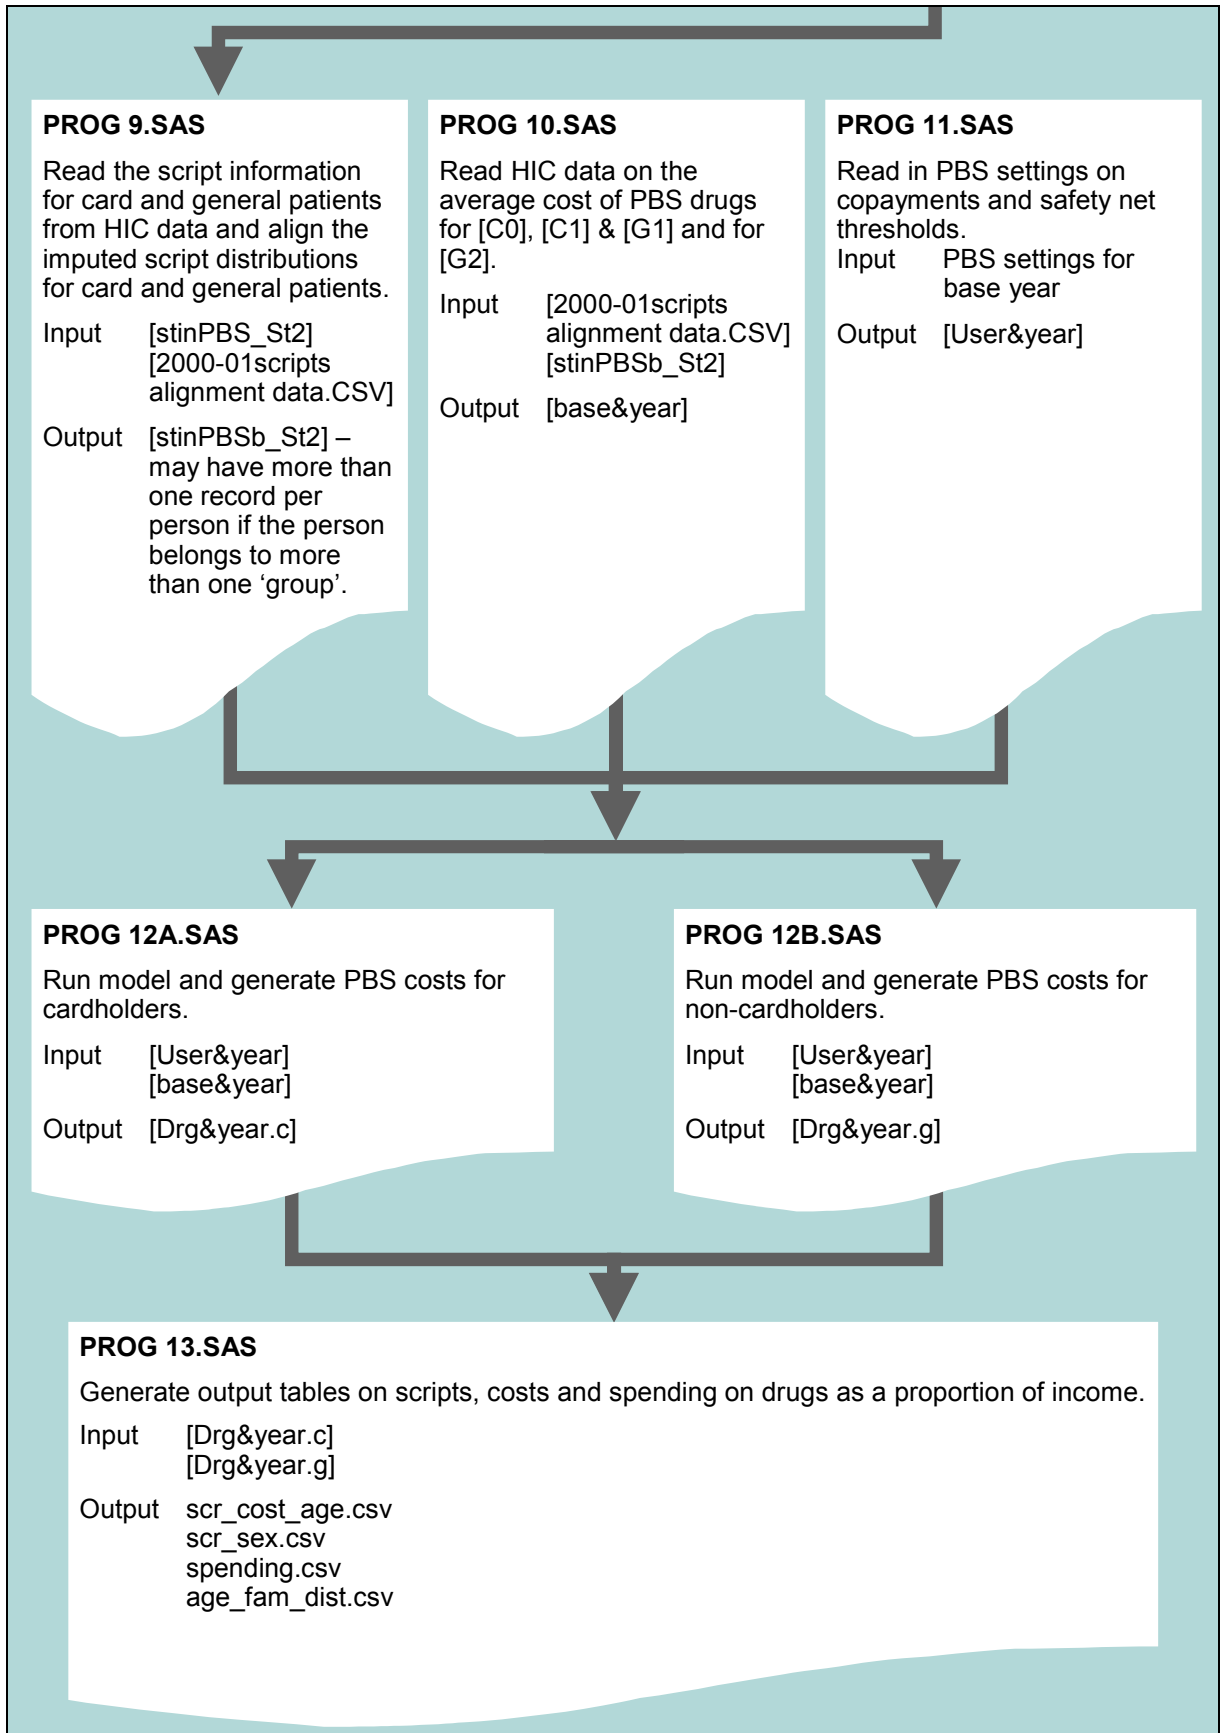 PROG 9.SAS
Read the script information
for card and general patients
from HIC data and align the
imputed script distributions
for card and general patients.
Input [stinPBS_St2]
[2000-01scripts
alignment data.CSV]
Output [stinPBSb_St2] –
may have more than
one record per
person if the person
belongs to more
than one ‘group’.
PROG 10.SAS
Read HIC data on the
average cost of PBS drugs
for [C0], [C1] & [G1] and for
[G2].
Input [2000-01scripts
alignment data.CSV]
[stinPBSb_St2]
Output [base&year]
PROG 11.SAS
Read in PBS settings on
copayments and safety net
thresholds.
Input PBS settings for
base year
Output [User&year]
PROG 12A.SAS
Run model and generate PBS costs for
cardholders.
Input [User&year]
[base&year]
Output [Drg&year.c]
PROG 12B.SAS
Run model and generate PBS costs for
non-cardholders.
Input [User&year]
[base&year]
Output [Drg&year.g]
PROG 13.SAS
Generate output tables on scripts, costs and spending on drugs as a proportion of income.
Input [Drg&year.c]
[Drg&year.g]
Output scr_cost_age.csv
scr_sex.csv
spending.csv
age_fam_dist.csv